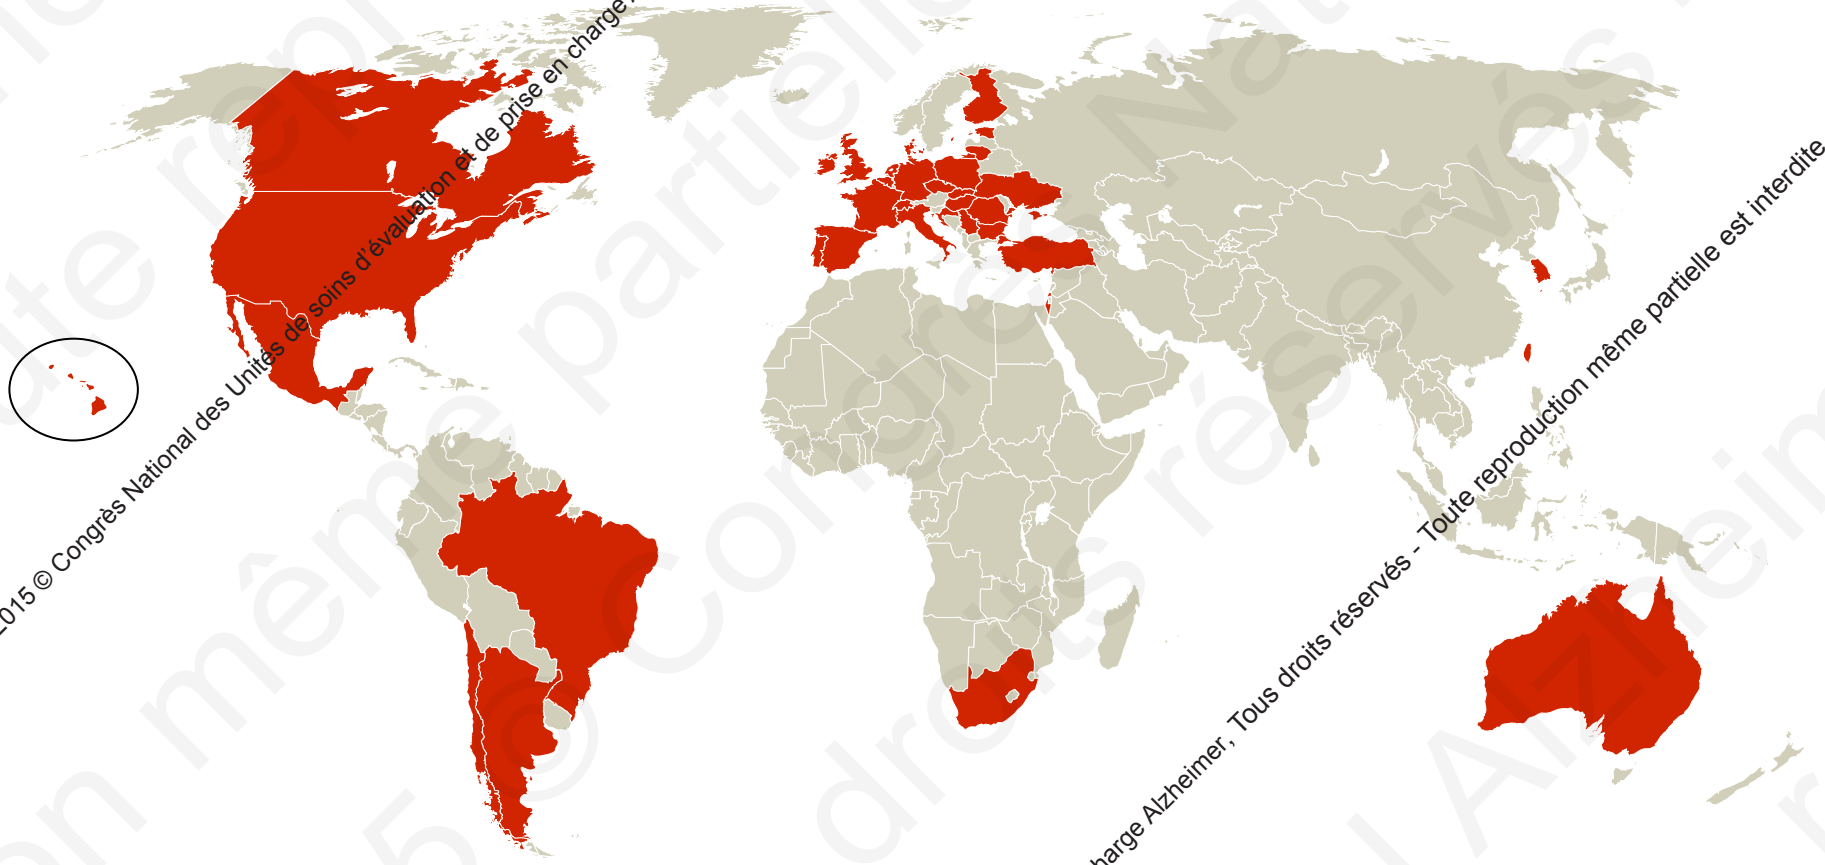 2015 © Congrès National des Unités de soins d'évaluation et de prise en charge
charge Alzheimer, Tous droits réservés - Toute reproduction même partielle est interdite